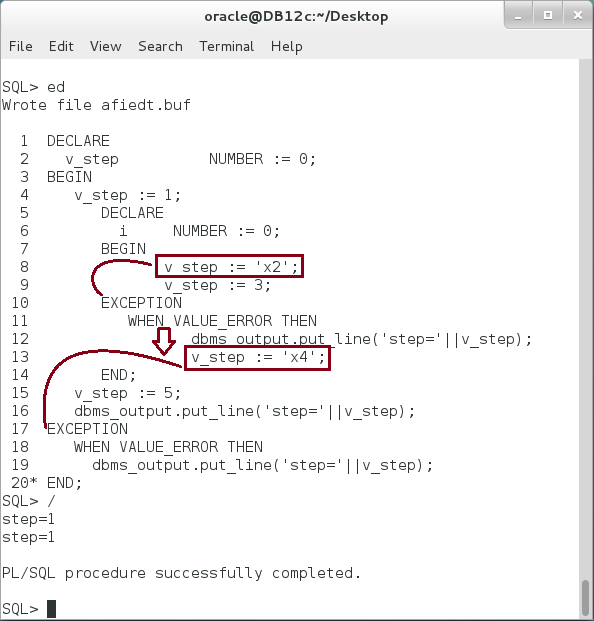 oracle@DB12c:~/Desktop
File Edit View Search Terminal Help
SQL> ed
Wrote file afiedt.buf
1 DECLARE
2 v_step NUMBER := 0;
3 BEGIN
4 v_step := 1;
5 DECLARE
6 i NUMBER := 0;
7 BEGIN
8 v_step := 'x2';
9 v_step := 3;
10 EXCEPTION
11 WHEN VALUE_ERROR THEN
12 dbms_output.put_line('step='||v_step);
13 v_step := 'x4';
14 END;
15 v_step := 5;
16 dbms_output.put_line('step='||v_step);
17 EXCEPTION
18 WHEN VALUE_ERROR THEN
19 dbms_output.put_line('step='||v_step);
20* END;
SQL> /
step=1
step=1
PL/SQL procedure successfully completed.
SQL>